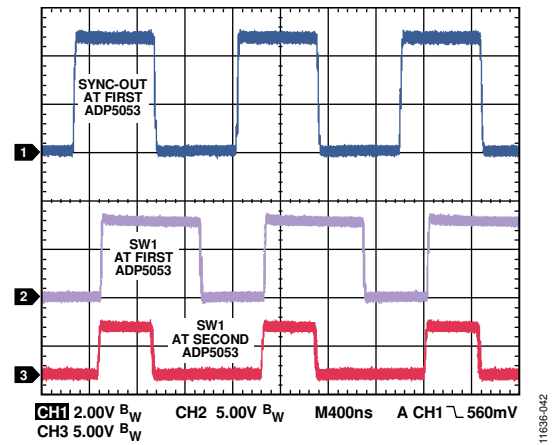 SYNC-OUT
AT FIRST
ADP5053
1
SW1
AT FIRST
ADP5053
2
SW1
AT SECOND
ADP5053
3
CH1 2.00V BW CH2 5.00V BW M400ns A CH1 ㄟ 560mV
CH3 5.00V BW
11636-042